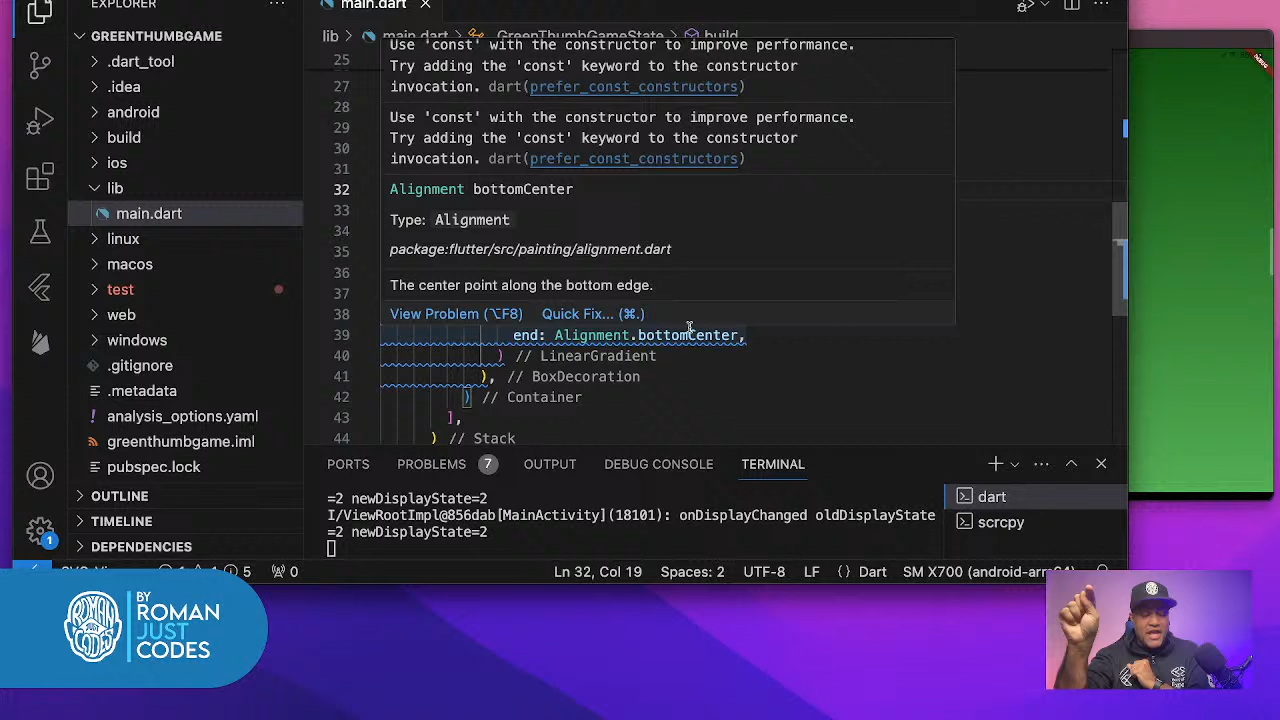 EXPLORER
···
main.dart
GREENTHUMBGAME
.dart_tool
.idea
android
build
ios
lib
main.dart
linux
macos
test
web
windows
.gitignore
.metadata
analysis_options.yaml
greenthumbgame.iml
pubspec.lock
OUTLINE
TIMELINE
DEPENDENCIES
1
lib > main.dart > GreenThumbGameState > build
Use 'const' with the constructor to improve performance.
Try adding the 'const' keyword to the constructor
invocation. dart(prefer_const_constructors)
Use 'const' with the constructor to improve performance.
Try adding the 'const' keyword to the constructor
invocation. dart(prefer_const_constructors)
Alignment bottomCenter
Type: Alignment
package:flutter/src/painting/alignment.dart
The center point along the bottom edge.
View Problem (⌥F8) Quick Fix... (⌘.)
25
27
28
29
30
31
32
33
34
35
36
37
38
39 end: Alignment.bottomCenter,
40 ) // LinearGradient
41 ), // BoxDecoration
42 ) // Container
43 ],
44 ) // Stack
PORTS PROBLEMS 7 OUTPUT DEBUG CONSOLE TERMINAL
=2 newDisplayState=2
I/ViewRootImpl@856dab[MainActivity](18101): onDisplayChanged oldDisplayState
=2 newDisplayState=2
dart
scrcpy
5 0 Ln 32, Col 19 Spaces: 2 UTF-8 LF {} Dart SM X700
DEBUG
ROMAN
JUST
CODES
BY
ROMAN
JUST
CODES